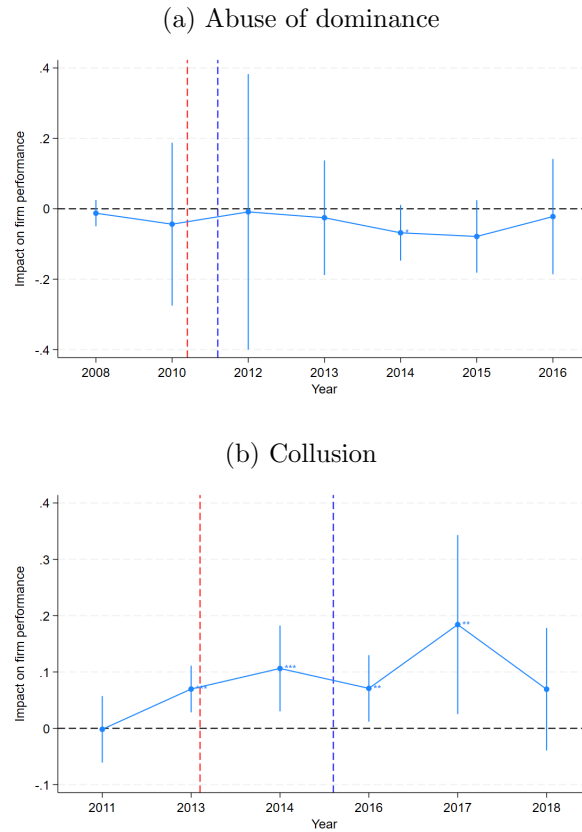 (a) Abuse of dominance
Impact on firm performance
.4
.2
0
-.2
-.4
*
2008 2010 2012 2013 2014 2015 2016
Year
(b) Collusion
Impact on firm performance
.4
.3
.2
.1
0
-.1
*** *** ** **
2011 2013 2014 2016 2017 2018
Year